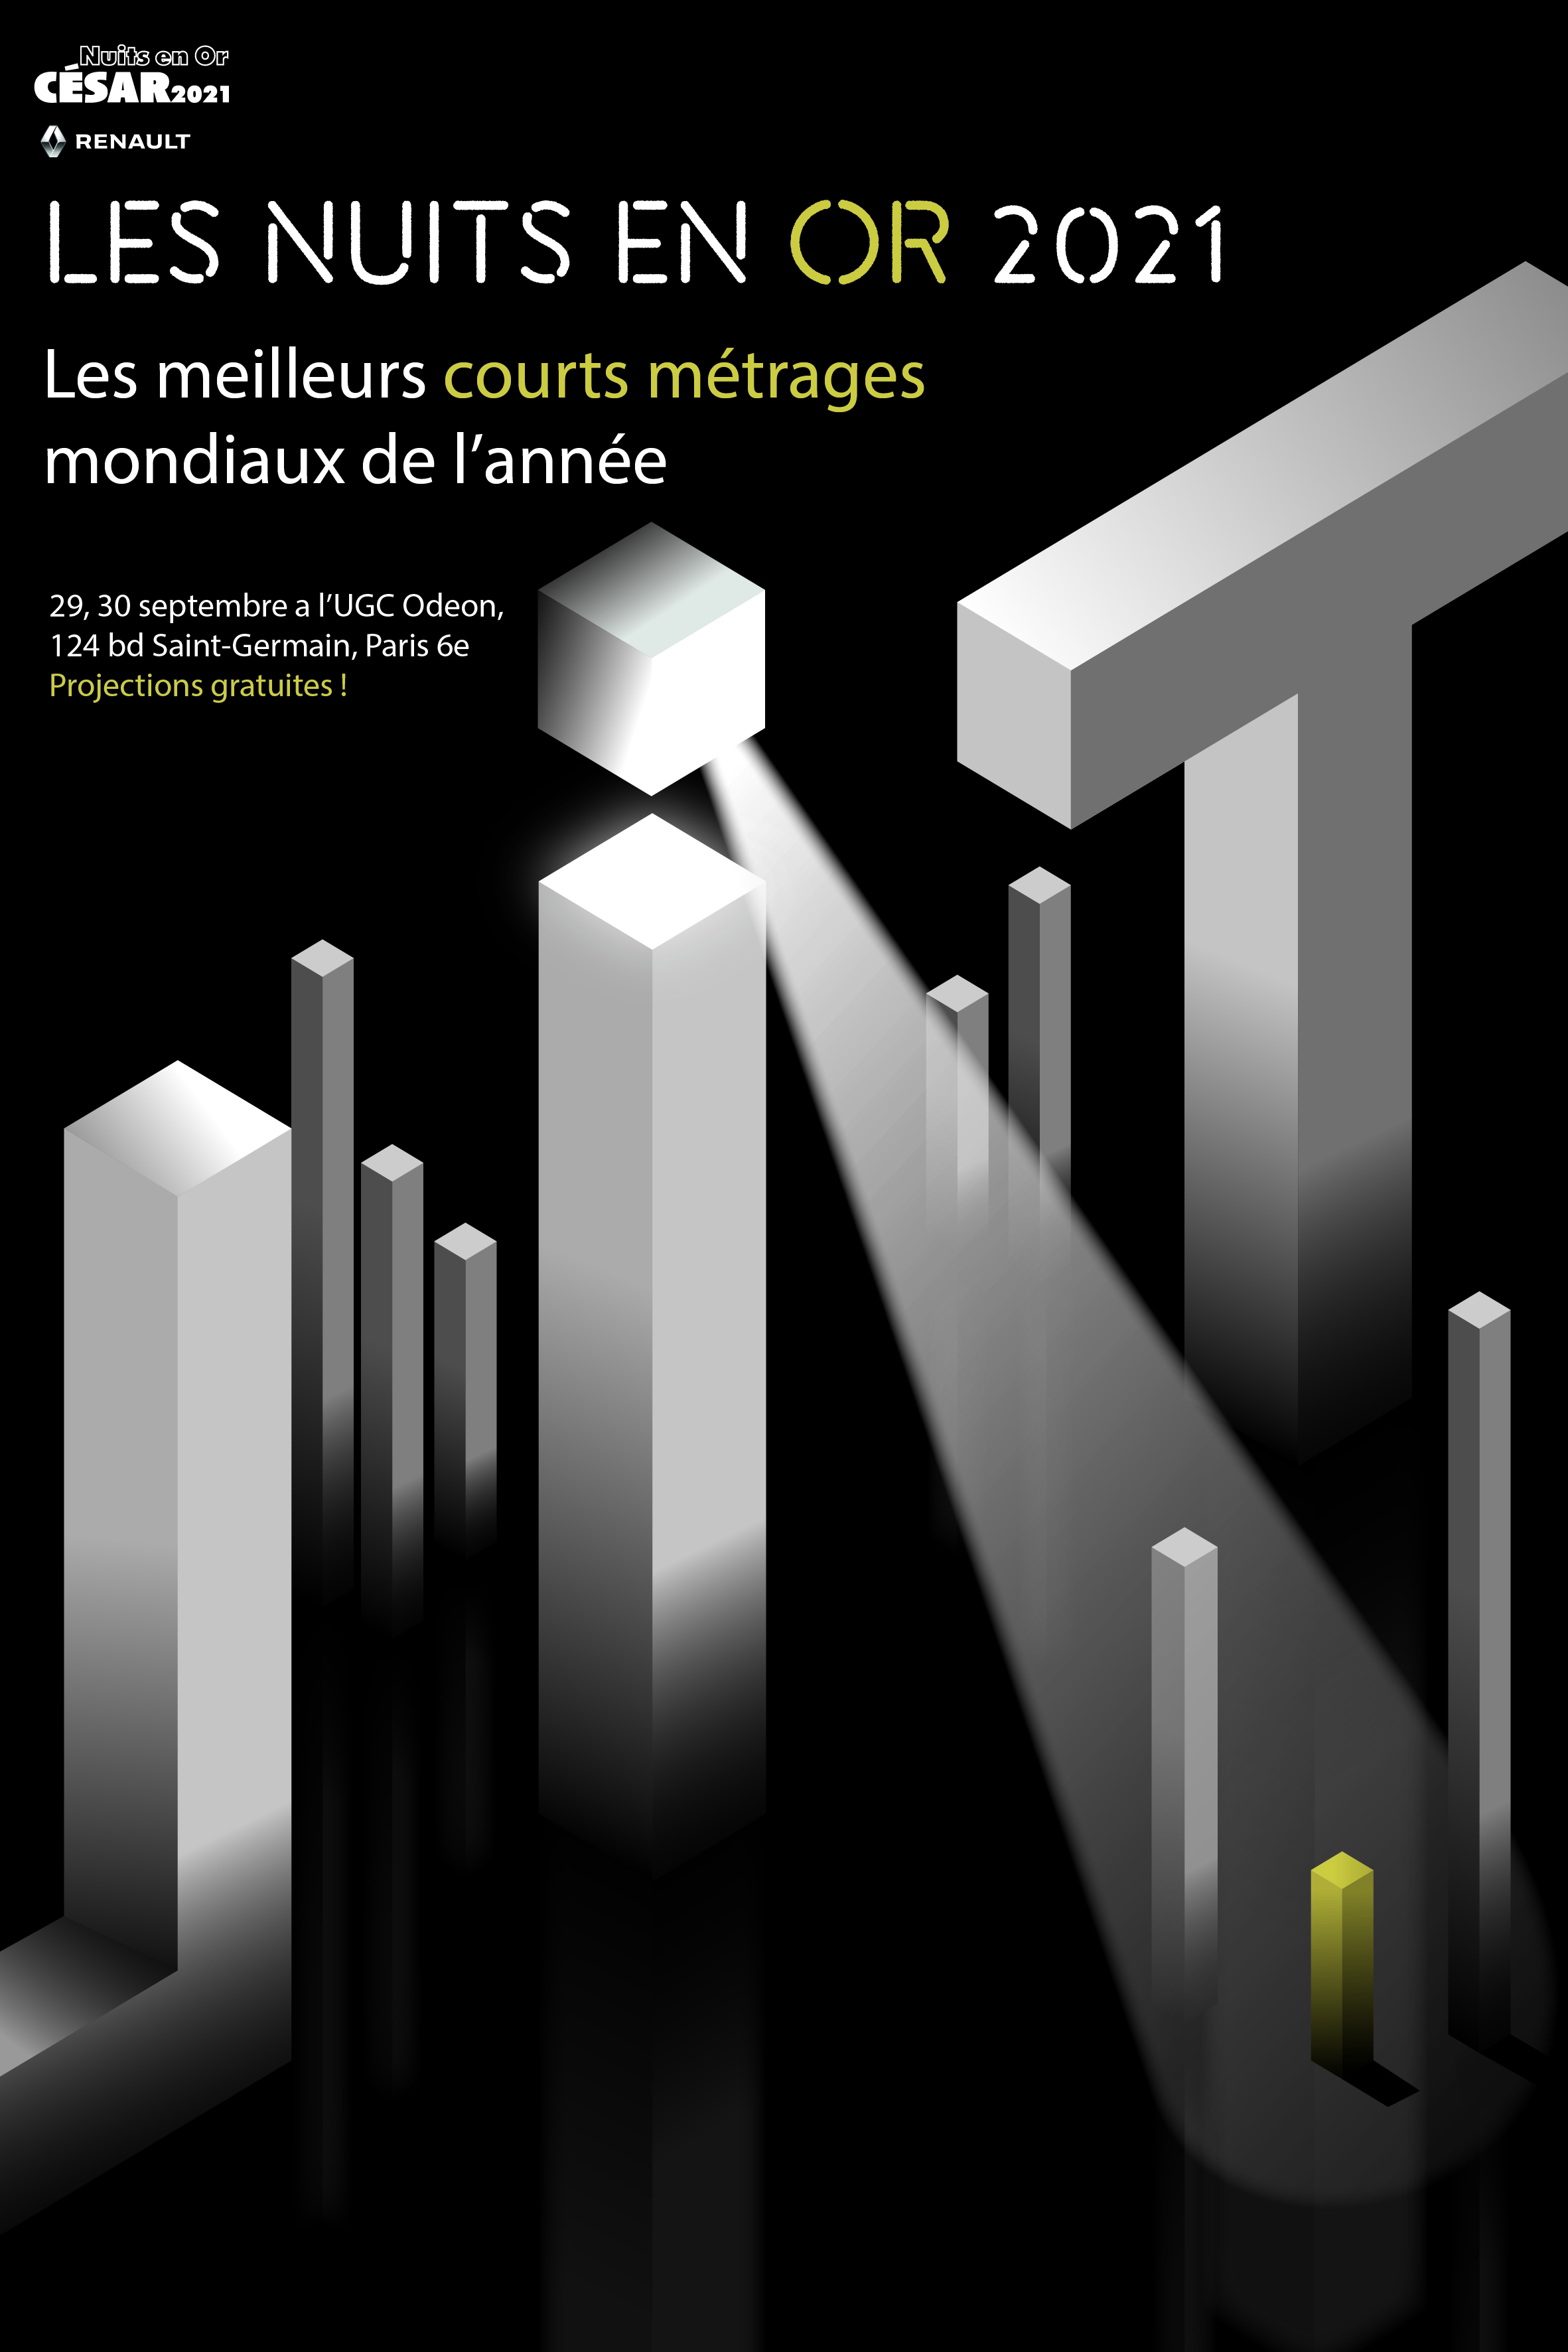 Nuits en Or
CÉSAR2021
RENAULT
LES NUITS EN OR 2021
Les meilleurs courts métrages
mondiaux de l’année
29, 30 septembre a l’UGC Odeon,
124 bd Saint-Germain, Paris 6e
Projections gratuites !